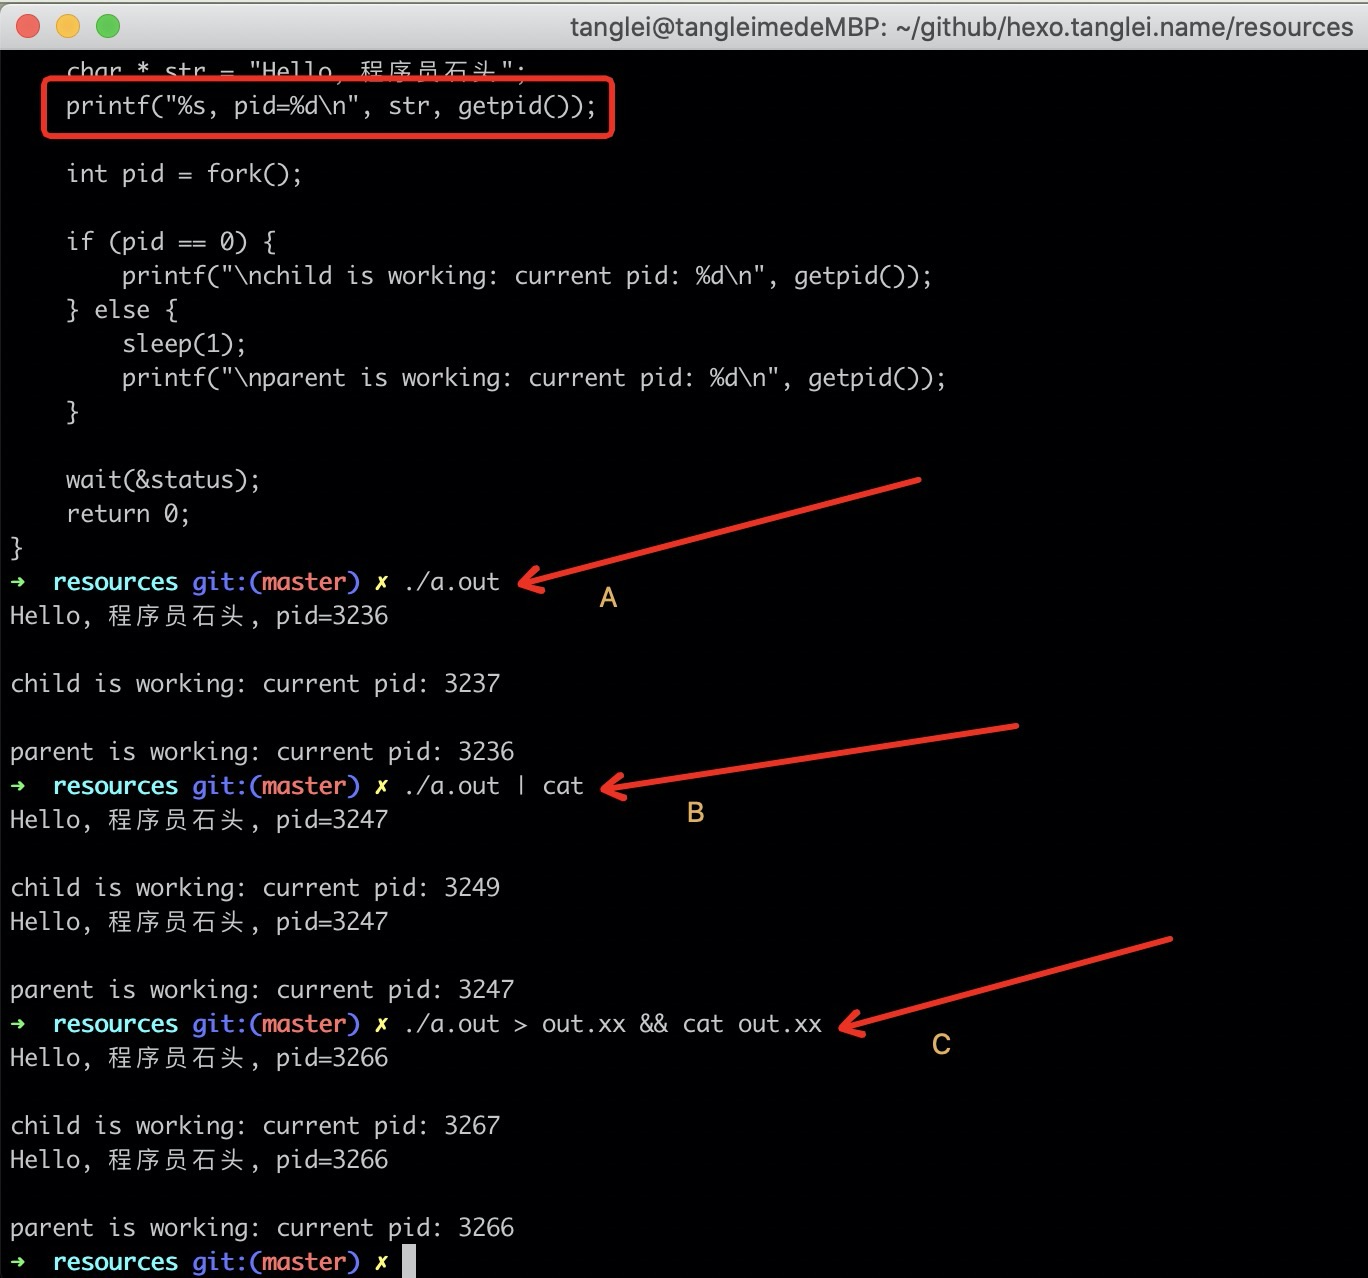 tanglei@tangleimedeMBP: ~/github/hexo.tanglei.name/resources
char * str = "Hello, 程序员石头";
printf("%s, pid=%d\n", str, getpid());
int pid = fork();
if (pid == 0) {
printf("\nchild is working: current pid: %d\n", getpid());
} else {
sleep(1);
printf("\nparent is working: current pid: %d\n", getpid());
}
wait(&status);
return 0;
}
➜ resources git:(master) ✗ ./a.out
A
Hello, 程序员石头, pid=3236
child is working: current pid: 3237
parent is working: current pid: 3236
➜ resources git:(master) ✗ ./a.out | cat
B
Hello, 程序员石头, pid=3247
child is working: current pid: 3249
Hello, 程序员石头, pid=3247
parent is working: current pid: 3247
➜ resources git:(master) ✗ ./a.out > out.xx && cat out.xx
C
Hello, 程序员石头, pid=3266
child is working: current pid: 3267
Hello, 程序员石头, pid=3266
parent is working: current pid: 3266
➜ resources git:(master) ✗